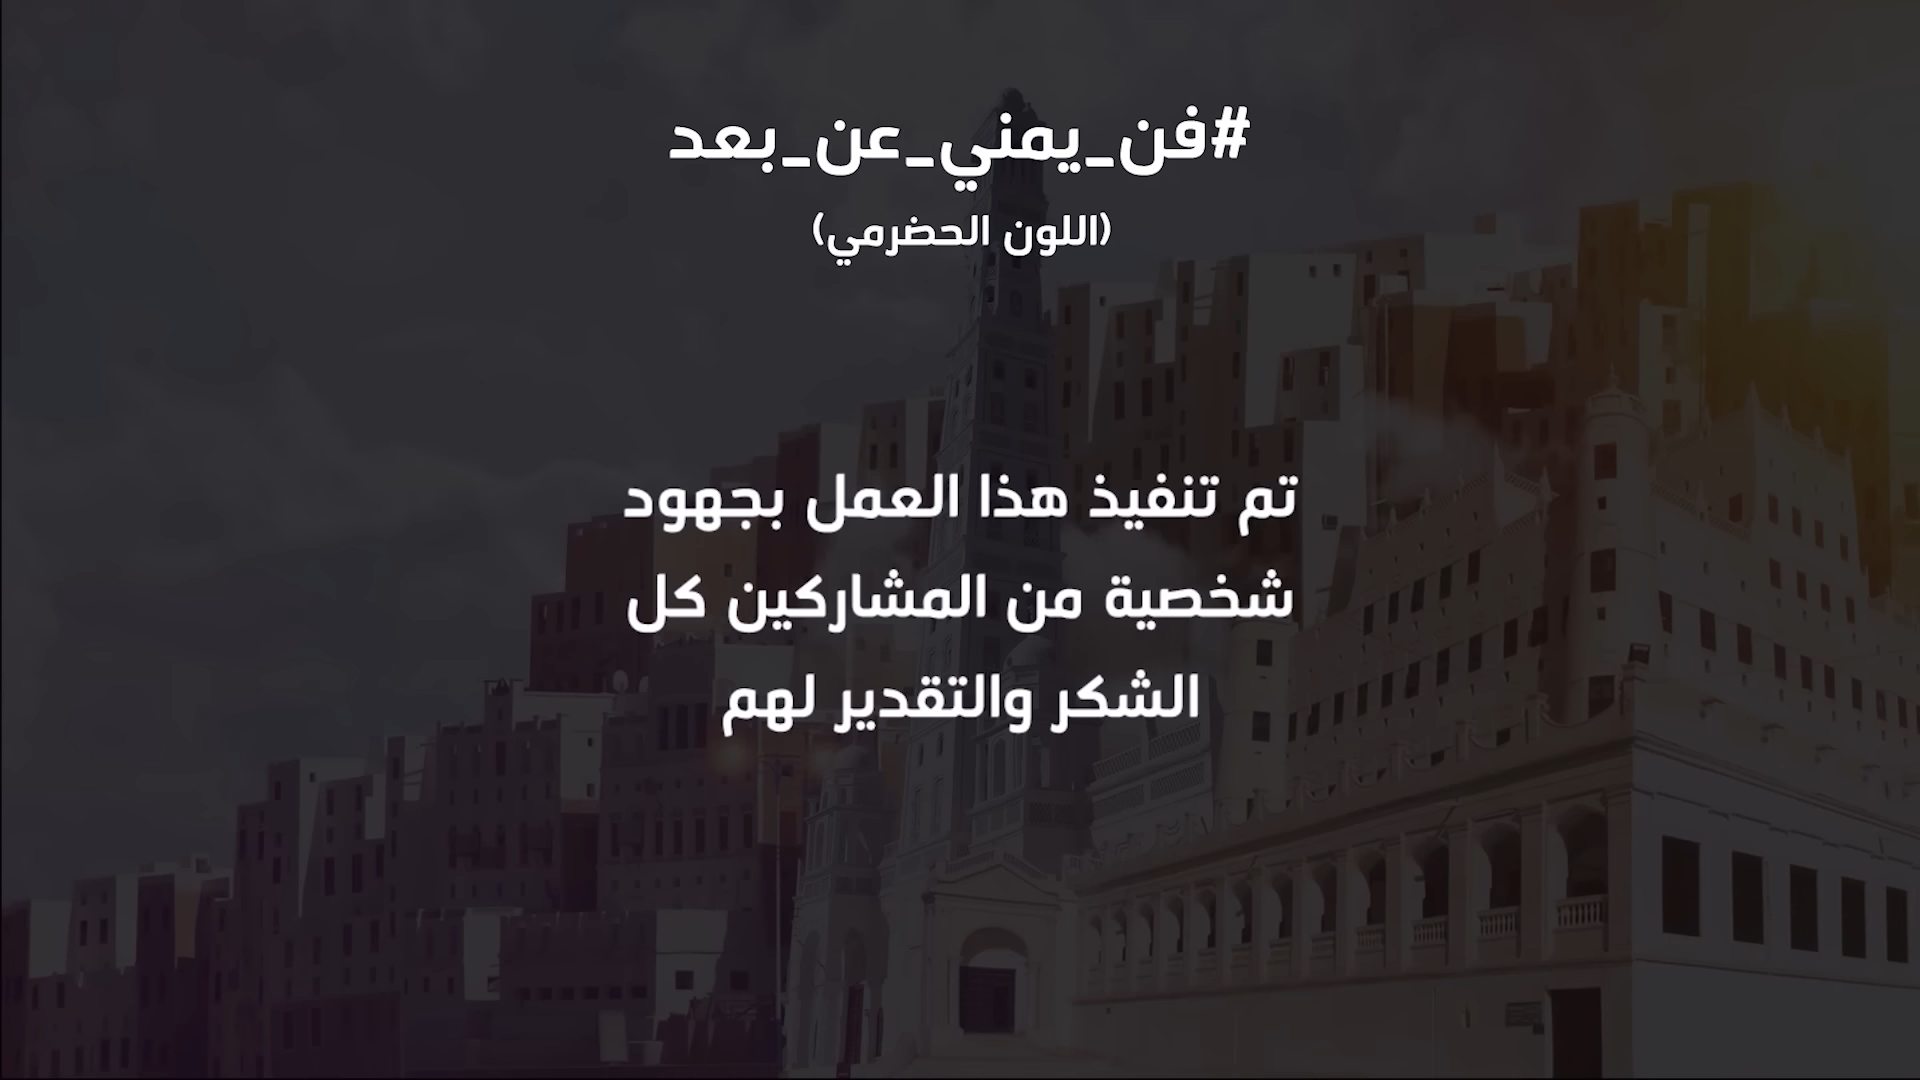 #فن_يمني_عن_بعد
(اللون الحضرمي)
تم تنفيذ هذا العمل بجهود
شخصية من المشاركين كل
الشكر والتقدير لهم